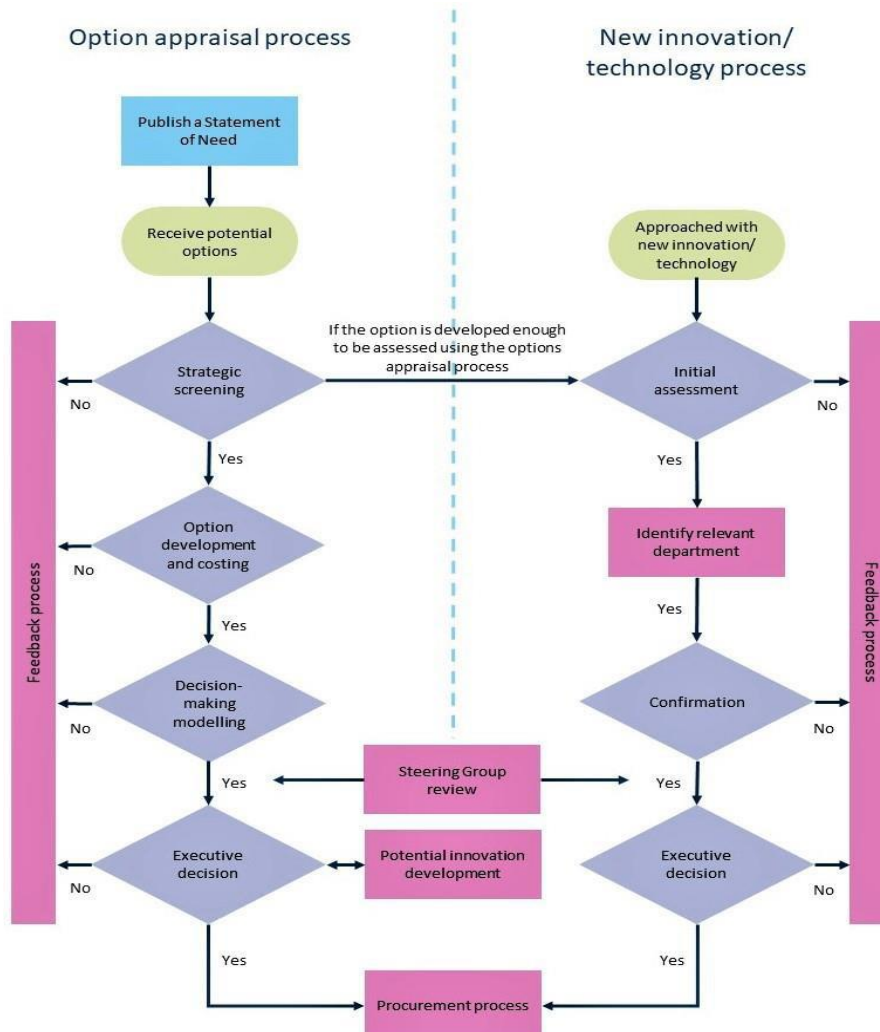 Option appraisal process
New innovation/
technology process
Publish a Statement
of Need
Receive potential
options
Approached with
new innovation/
technology
If the option is developed enough
to be assessed using the options
appraisal process
Strategic
screening
Initial
assessment
No
No
Yes
Yes
Option
development
and costing
Identify relevant
department
No
Yes
Yes
Feedback process
Feedback process
Decision-
making
modelling
Confirmation
No
No
Steering Group
review
Yes
Yes
Executive
decision
Potential innovation
development
Executive
decision
No
No
Yes
Yes
Procurement process